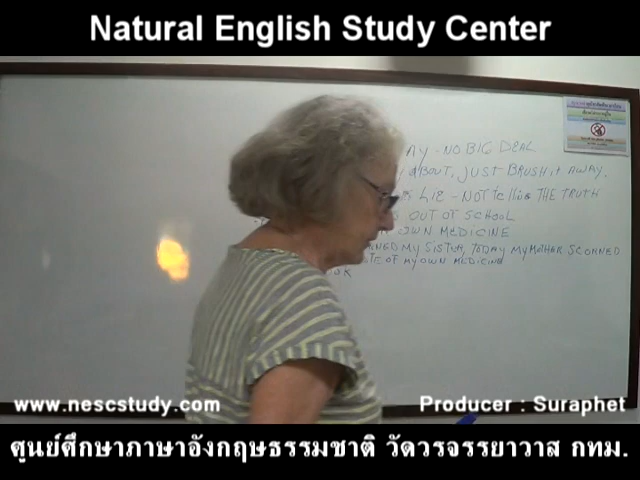 Natural English Study Center
AY - NO BIG DEAL
ABOUT, JUST BRUSH it AWAY.
LIE - NOT TElliNG THE TRUTH
OUT OF SCHOOL
OWN MEDICINE
MY SISTER, TODAY MY MOTHER SCORNED
OF MY OWN MEDICINE
www.nescstudy.com
Producer : Suraphet
ศูนย์ศึกษาภาษาอังกฤษธรรมชาติ วัดวรจรรยาวาส กทม.